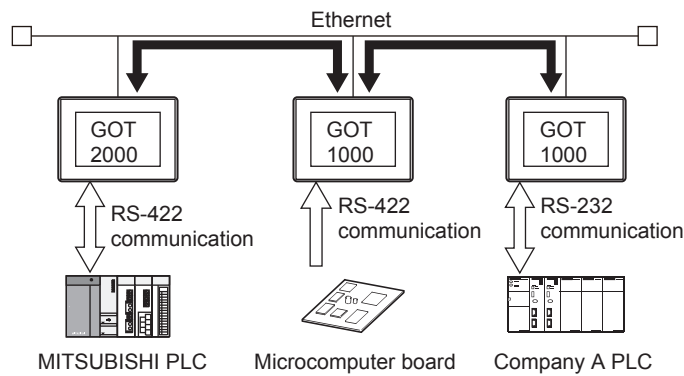 Ethernet
GOT
2000
GOT
1000
GOT
1000
RS-422
communication
RS-422
communication
RS-232
communication
MITSUBISHI PLC
Microcomputer board
Company A PLC